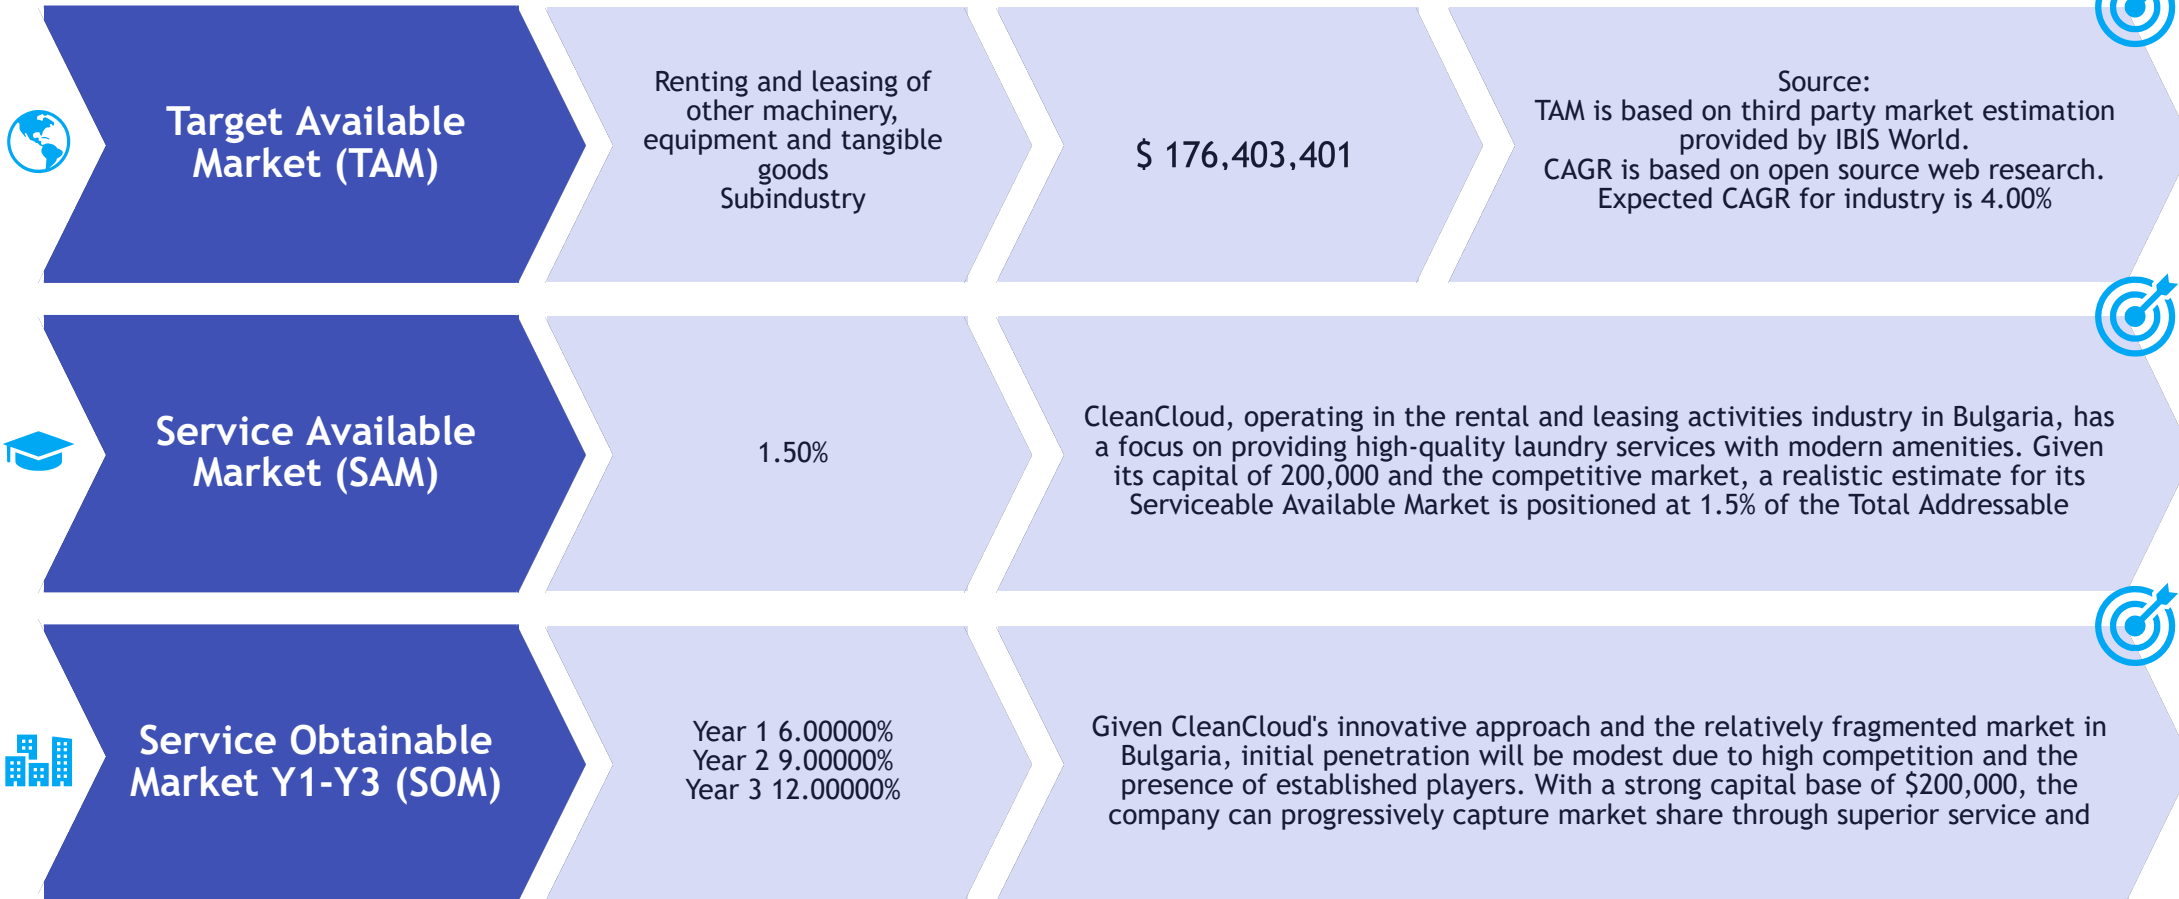 Target Available
Market (TAM)
Renting and leasing of
other machinery,
equipment and tangible
goods
Subindustry
$ 176,403,401
Source:
TAM is based on third party market estimation
provided by IBIS World.
CAGR is based on open source web research.
Expected CAGR for industry is 4.00%
Service Available
Market (SAM)
1.50%
CleanCloud, operating in the rental and leasing activities industry in Bulgaria, has
a focus on providing high-quality laundry services with modern amenities. Given
its capital of 200,000 and the competitive market, a realistic estimate for its
Serviceable Available Market is positioned at 1.5% of the Total Addressable
Service Obtainable
Market Y1-Y3 (SOM)
Year 1 6.00000%
Year 2 9.00000%
Year 3 12.00000%
Given CleanCloud's innovative approach and the relatively fragmented market in
Bulgaria, initial penetration will be modest due to high competition and the
presence of established players. With a strong capital base of $200,000, the
company can progressively capture market share through superior service and